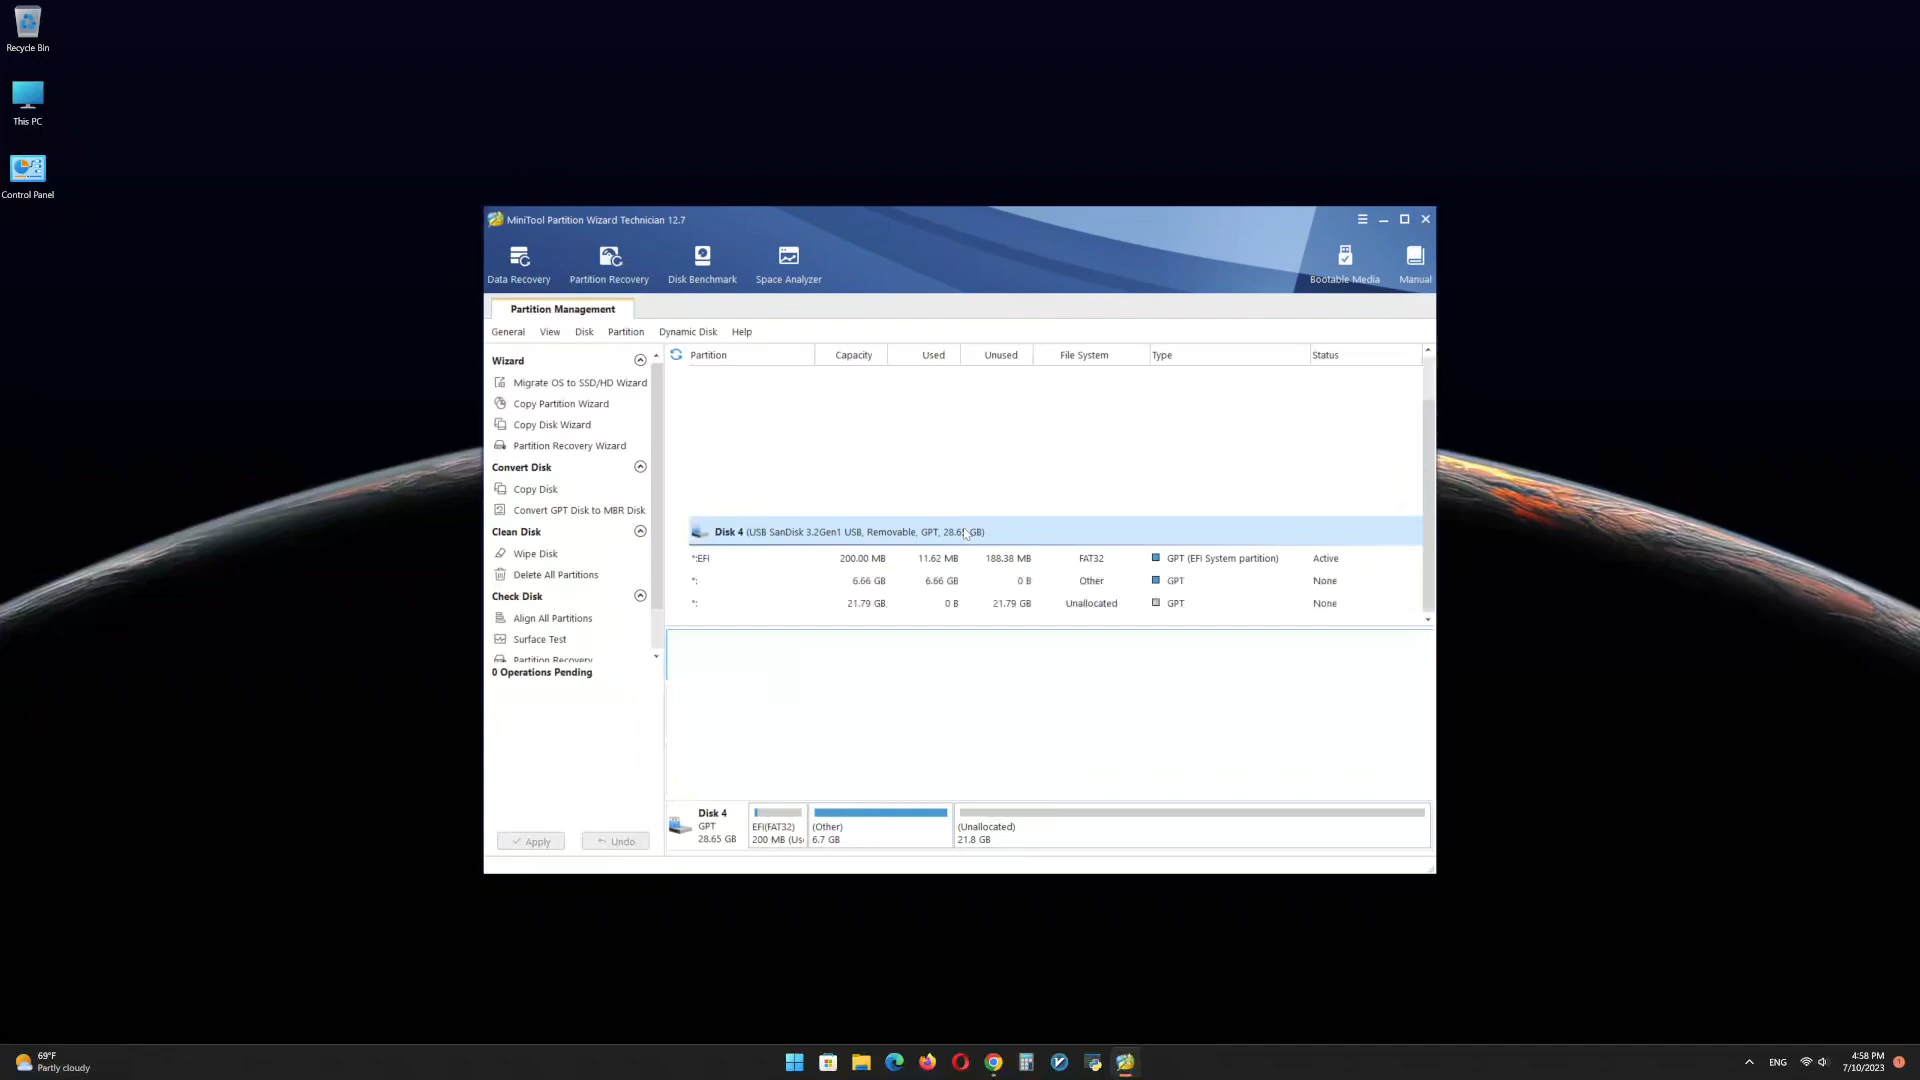 Recycle Bin
This PC
Control Panel
MiniTool Partition Wizard Technician 12.7
Data Recovery Partition Recovery Disk Benchmark Space Analyzer Bootable Media Manual
Partition Management
General View Disk Partition Dynamic Disk Help
Wizard
Migrate OS to SSD/HD Wizard
Copy Partition Wizard
Copy Disk Wizard
Partition Recovery Wizard
Convert Disk
Copy Disk
Convert GPT Disk to MBR Disk
Clean Disk
Wipe Disk
Delete All Partitions
Check Disk
Align All Partitions
Surface Test
Partition Recovery
0 Operations Pending
Apply Undo
Partition Capacity Used Unused File System Type Status
Disk 4 (USB SanDisk 3.2Gen1 USB, Removable, GPT, 28.65 GB)
*:EFI 200.00 MB 11.62 MB 188.38 MB FAT32 GPT (EFI System partition) Active
*: 6.66 GB 6.66 GB 0 B Other GPT None
*: 21.79 GB 0 B 21.79 GB Unallocated GPT None
Disk 4
GPT
28.65 GB
EFI(FAT32)
200 MB (Us
(Other)
6.7 GB
(Unallocated)
21.8 GB
69°F
Partly cloudy
ENG
4:58 PM
7/10/2023
1